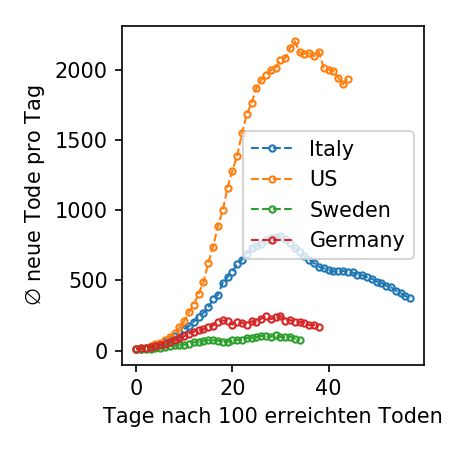 2000
1500
1000
500
0
∅ neue Tode pro Tag
Italy
US
Sweden
Germany
0 20 40
Tage nach 100 erreichten Toden